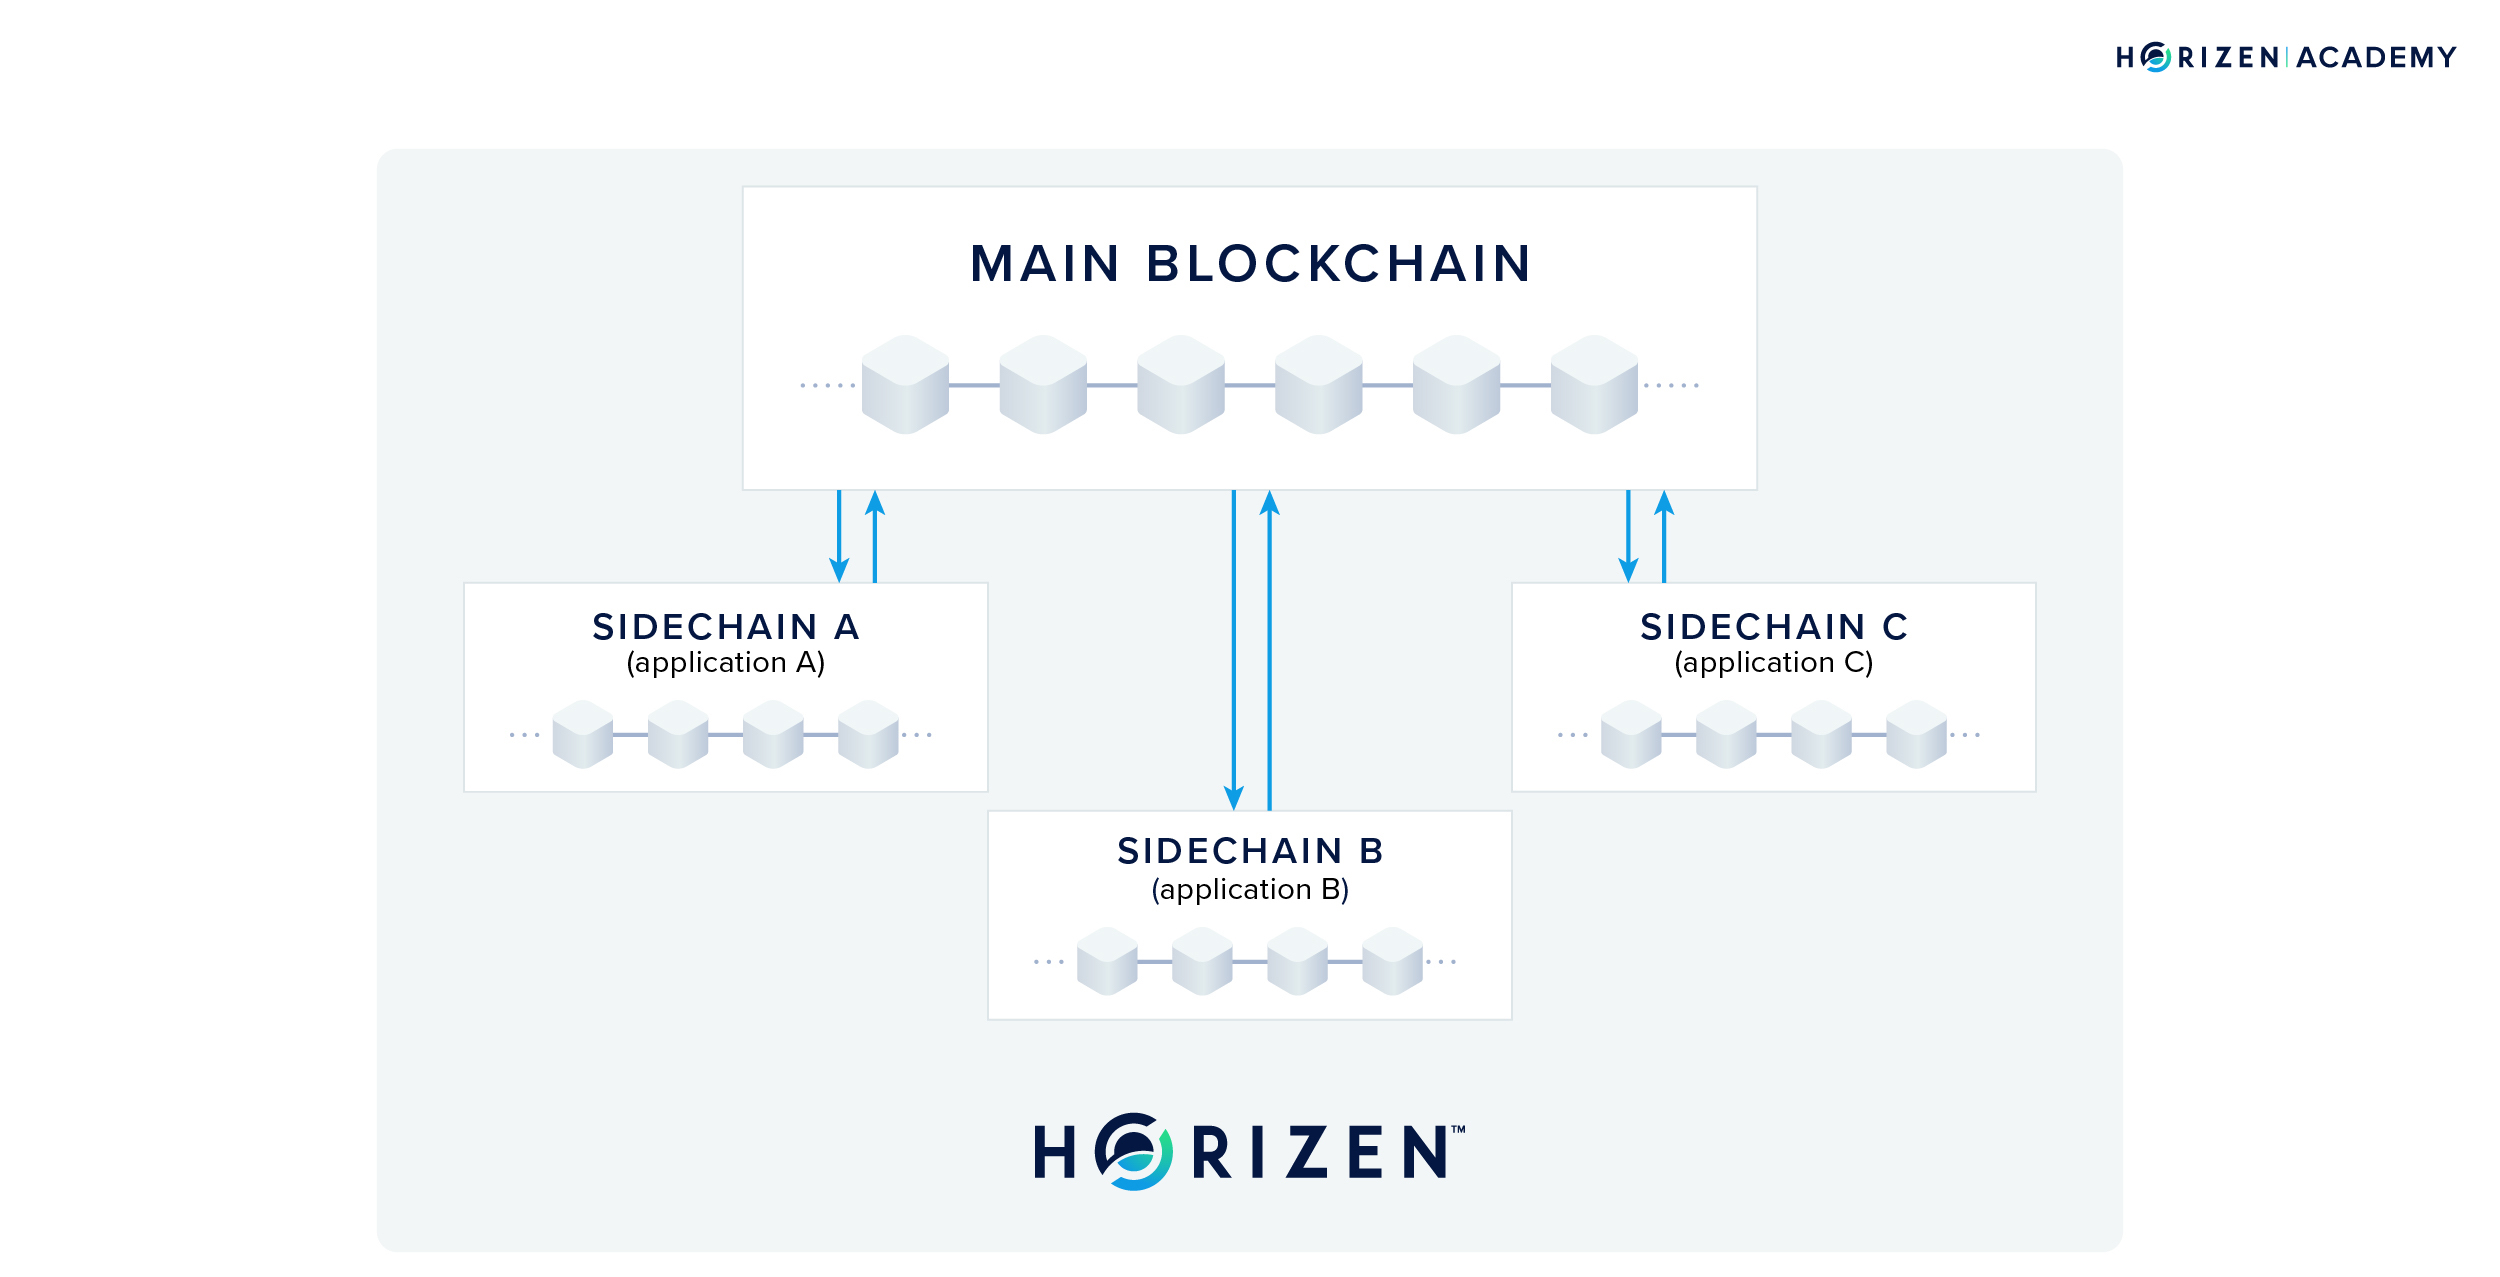 HORIZEN | ACADEMY
MAIN BLOCKCHAIN
SIDECHAIN A
(application A)
SIDECHAIN C
(application C)
SIDECHAIN B
(application B)
HORIZEN™